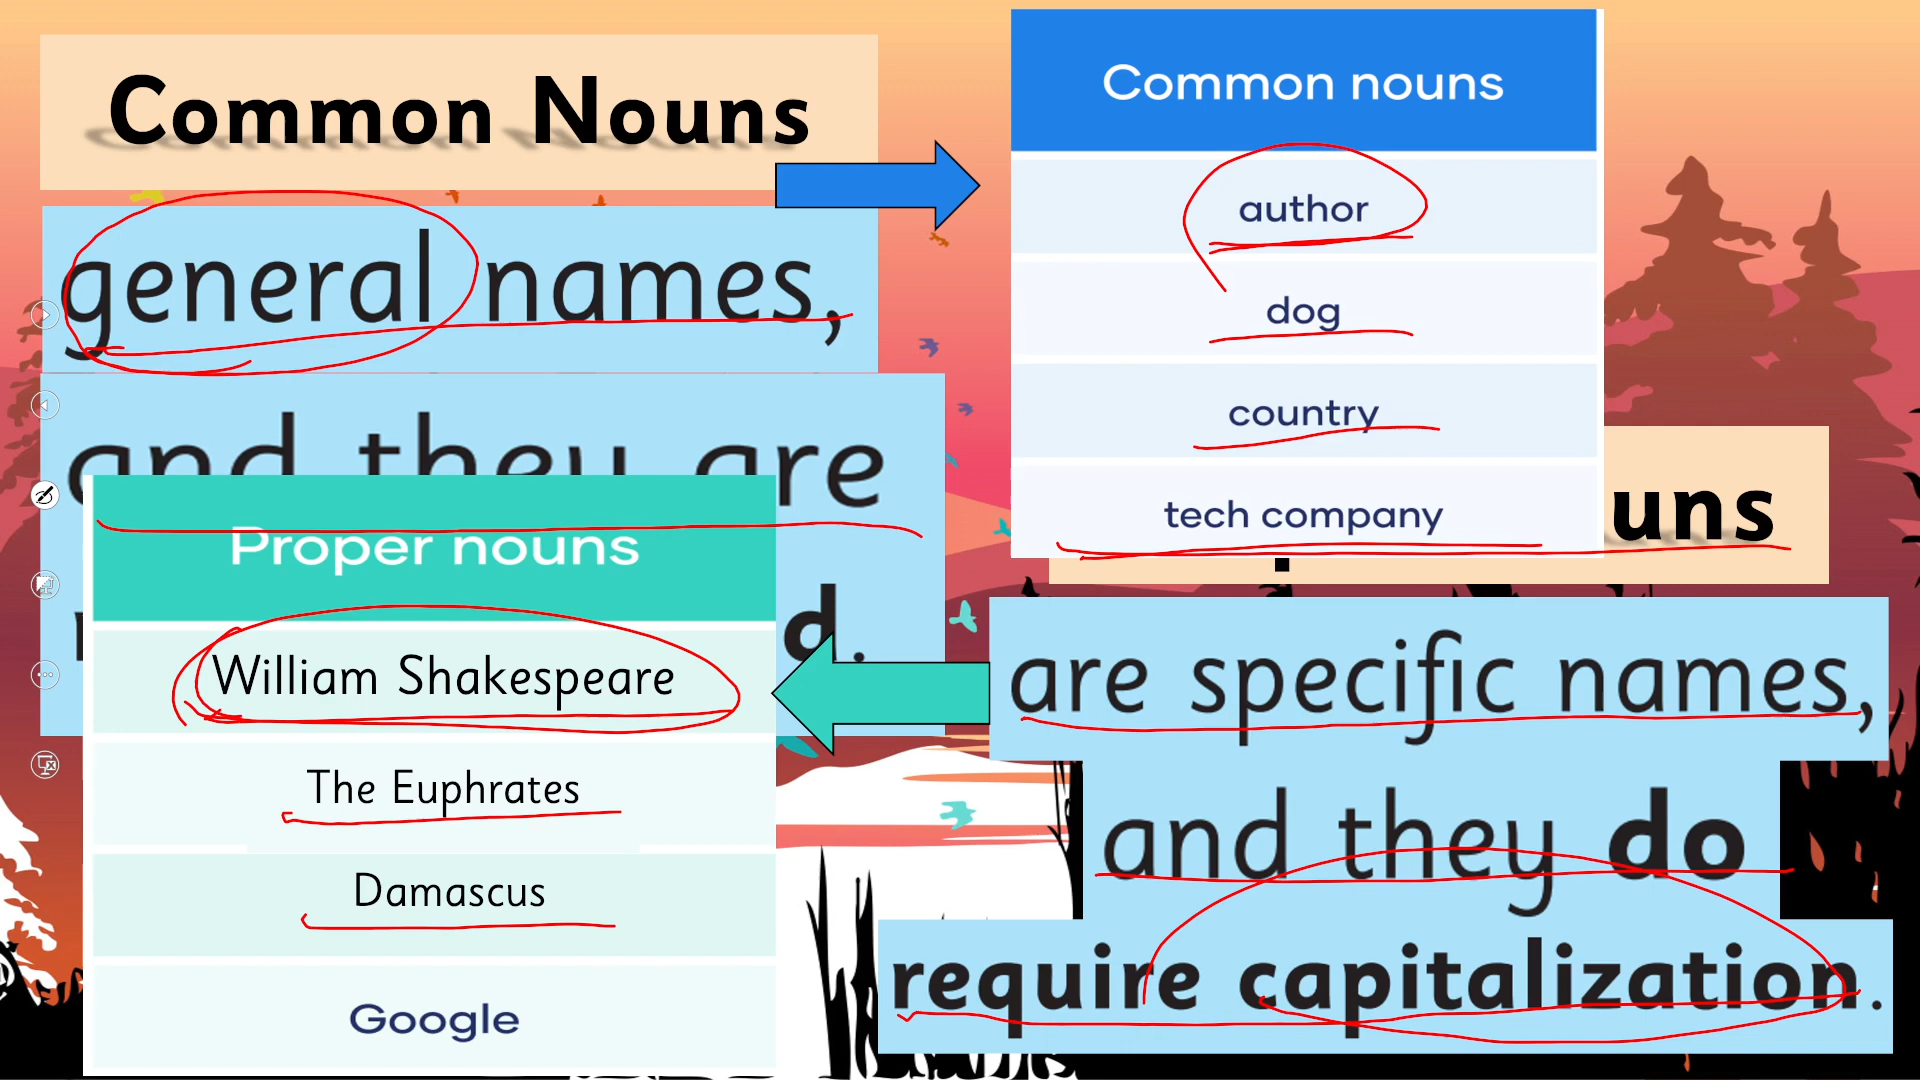 Common Nouns
general names,
and they are
d.
Common nouns
author
dog
country
tech company
uns
are specific names,
and they do
require capitalization.
Proper nouns
William Shakespeare
The Euphrates
Damascus
Google